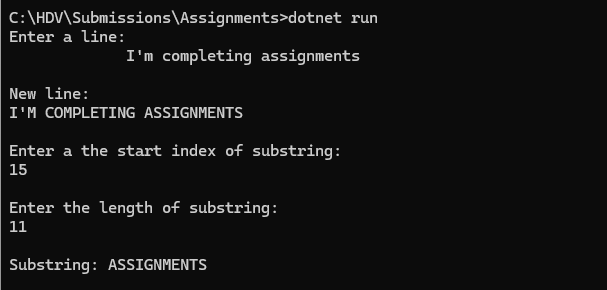 C:\HDV\Submissions\Assignments>dotnet run
Enter a line:
             I'm completing assignments
New line:
I'M COMPLETING ASSIGNMENTS
Enter a the start index of substring:
15
Enter the length of substring:
11
Substring: ASSIGNMENTS